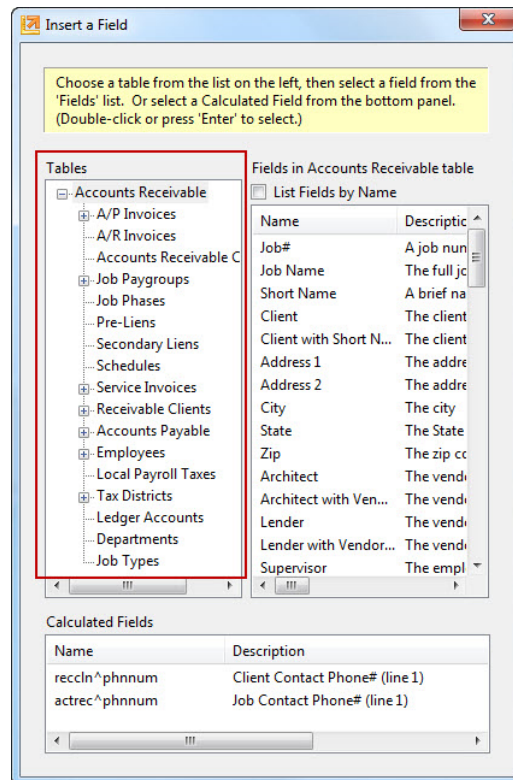 Insert a Field
Choose a table from the list on the left, then select a field from the
'Fields' list. Or select a Calculated Field from the bottom panel.
(Double-click or press 'Enter' to select.)
Tables
Accounts Receivable
A/P Invoices
A/R Invoices
Accounts Receivable C
Job Paygroups
Job Phases
Pre-Liens
Secondary Liens
Schedules
Service Invoices
Receivable Clients
Accounts Payable
Employees
Local Payroll Taxes
Tax Districts
Ledger Accounts
Departments
Job Types
Fields in Accounts Receivable table
List Fields by Name
Name Descriptic
Job# A job nun
Job Name The full jc
Short Name A brief na
Client The client
Client with Short N... The client
Address 1 The addre
Address 2 The addre
City The city
State The State
Zip The zip cc
Architect The vend
Architect with Ven... The vend
Lender The vend
Lender with Vendor... The vend
Supervisor The empl
Calculated Fields
Name Description
reccln^phnnum Client Contact Phone# (line 1)
actrec^phnnum Job Contact Phone# (line 1)